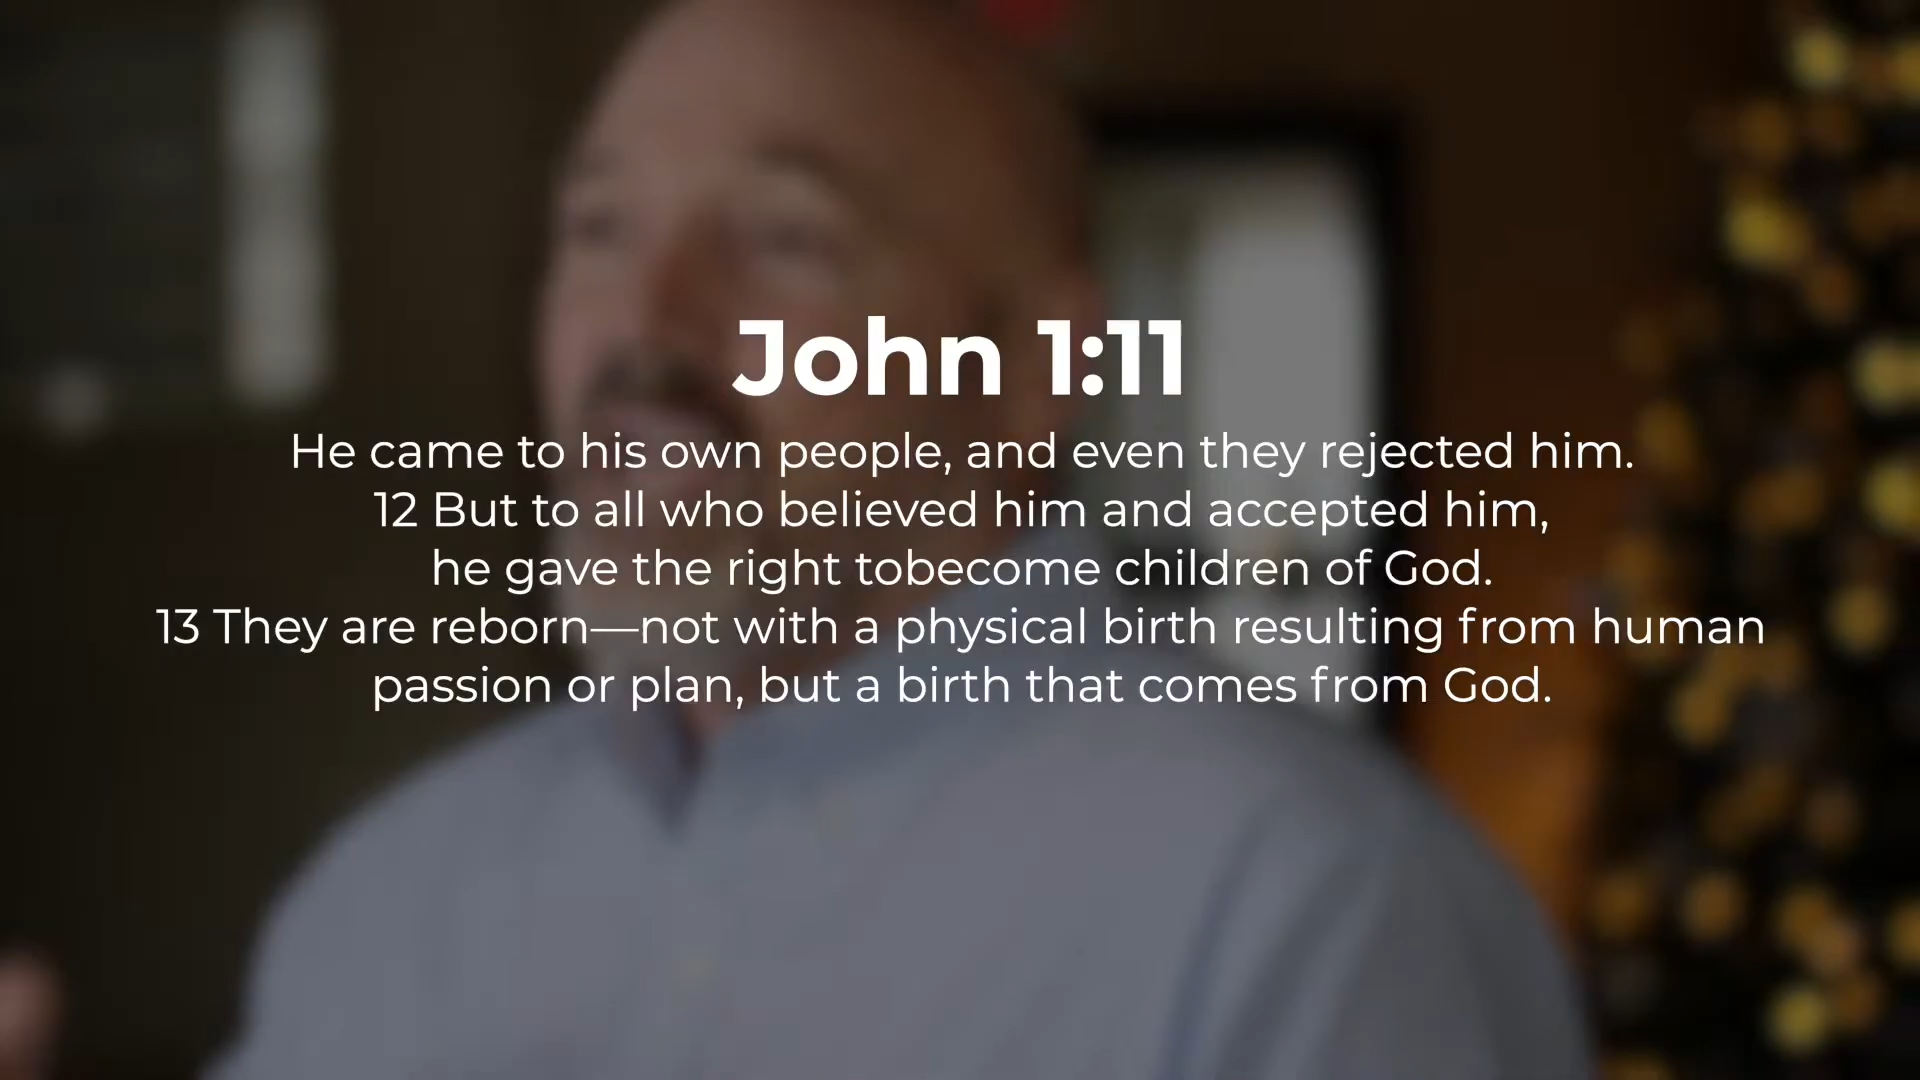 John 1:11
He came to his own people, and even they rejected him.
12 But to all who believed him and accepted him,
he gave the right tobecome children of God.
13 They are reborn—not with a physical birth resulting from human
passion or plan, but a birth that comes from God.